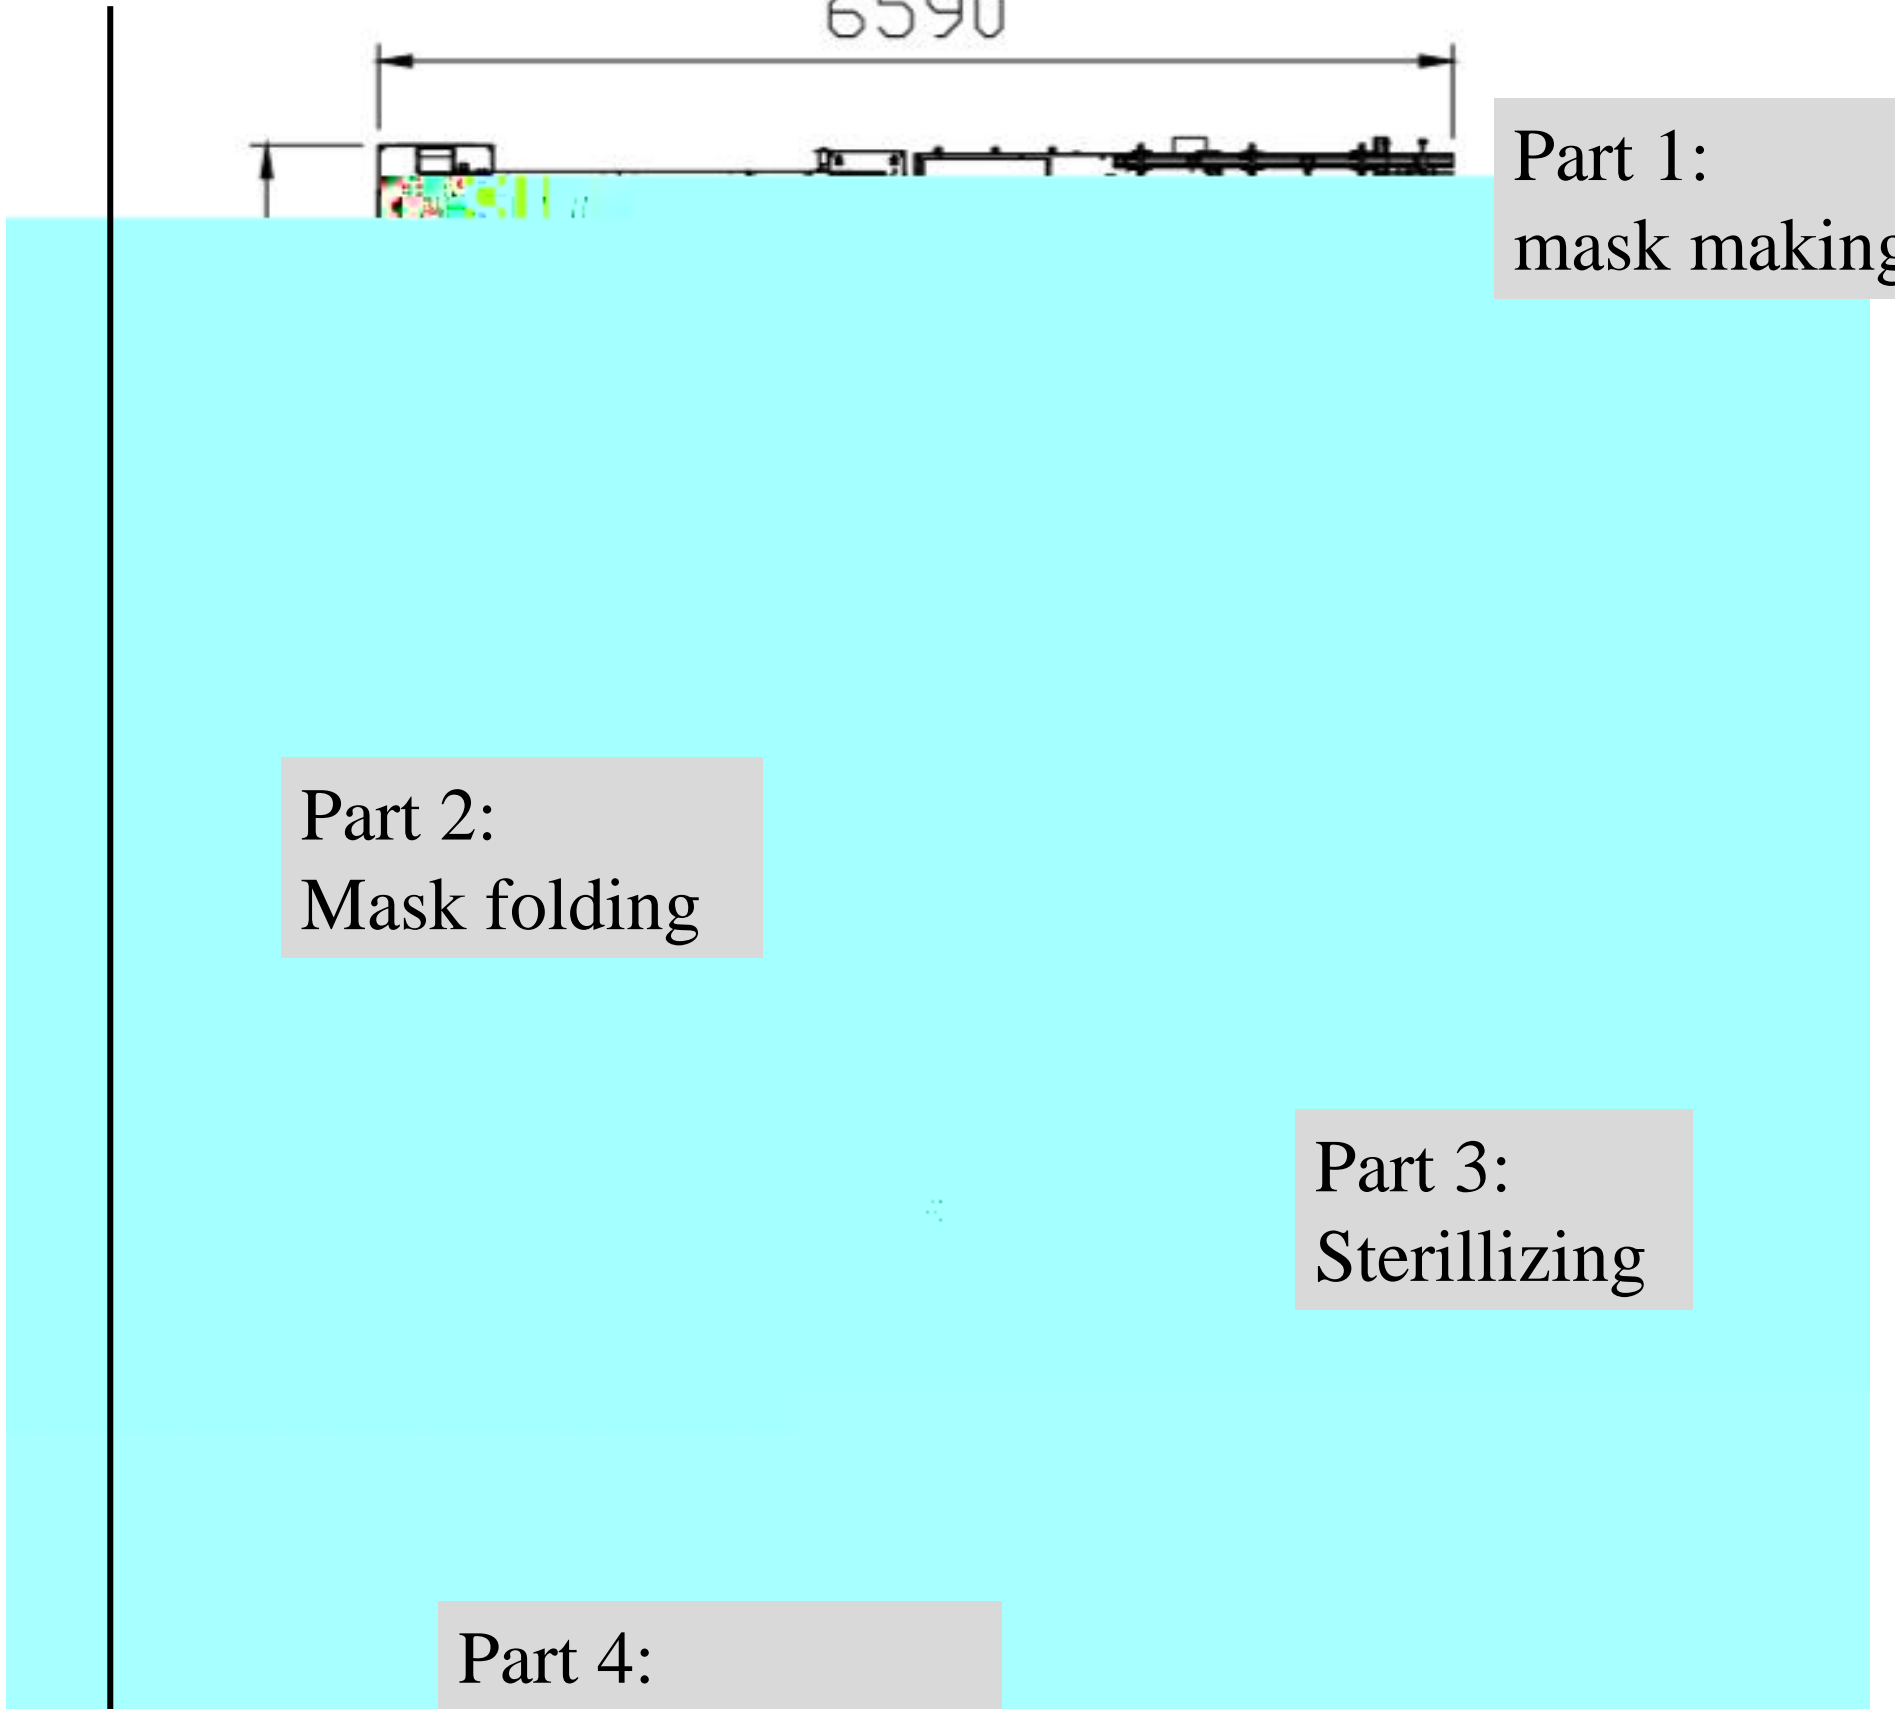 6590
Part 1:
mask making
Part 2:
Mask folding
Part 3:
Sterillizing
Part 4: